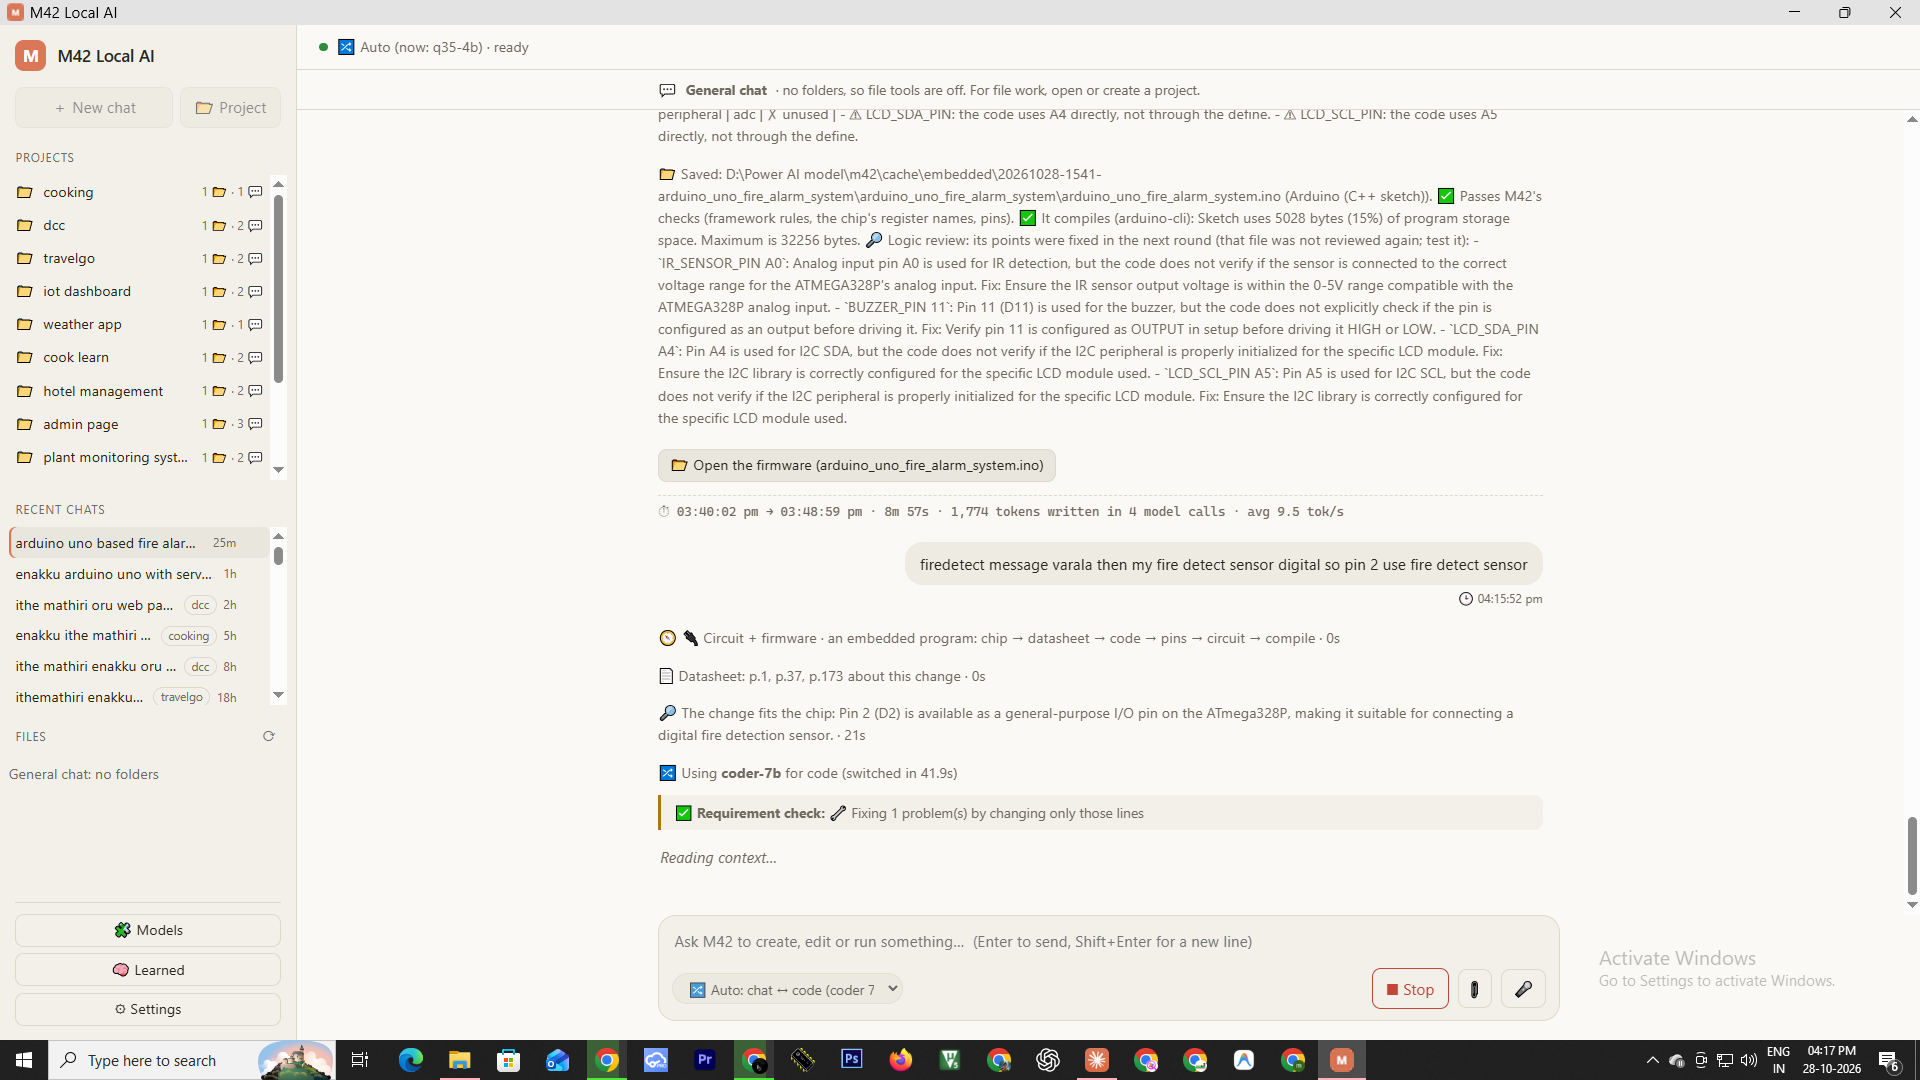 M42 Local AI
M M42 Local AI
+ New chat
Project
PROJECTS
cooking 1 · 1
dcc 1 · 2
travelgo 1 · 2
iot dashboard 1 · 2
weather app 1 · 1
cook learn 1 · 2
hotel management 1 · 2
admin page 1 · 3
plant monitoring syst... 1 · 2
RECENT CHATS
arduino uno based fire alar... 25m
enakku arduino uno with serv... 1h
ithe mathiri oru web pa... dcc 2h
enakku ithe mathiri ... cooking 5h
ithe mathiri enakku oru ... dcc 8h
ithemathiri enakku... travelgo 18h
FILES
General chat: no folders
Models
Learned
Settings
Auto (now: q35-4b) · ready
General chat · no folders, so file tools are off. For file work, open or create a project.
peripheral | adc | ✗ unused | - ⚠ LCD_SDA_PIN: the code uses A4 directly, not through the define. - ⚠ LCD_SCL_PIN: the code uses A5
directly, not through the define.
Saved: D:\Power AI model\m42\cache\embedded\20261028-1541-
arduino_uno_fire_alarm_system\arduino_uno_fire_alarm_system\arduino_uno_fire_alarm_system.ino (Arduino (C++ sketch)). ✅ Passes M42's
checks (framework rules, the chip's register names, pins). ✅ It compiles (arduino-cli): Sketch uses 5028 bytes (15%) of program storage
space. Maximum is 32256 bytes. 🔎 Logic review: its points were fixed in the next round (that file was not reviewed again; test it): -
`IR_SENSOR_PIN A0`: Analog input pin A0 is used for IR detection, but the code does not verify if the sensor is connected to the correct
voltage range for the ATMEGA328P's analog input. Fix: Ensure the IR sensor output voltage is within the 0-5V range compatible with the
ATMEGA328P analog input. - `BUZZER_PIN 11`: Pin 11 (D11) is used for the buzzer, but the code does not explicitly check if the pin is
configured as an output before driving it. Fix: Verify pin 11 is configured as OUTPUT in setup before driving it HIGH or LOW. - `LCD_SDA_PIN
A4`: Pin A4 is used for I2C SDA, but the code does not verify if the I2C peripheral is properly initialized for the specific LCD module. Fix:
Ensure the I2C library is correctly configured for the specific LCD module used. - `LCD_SCL_PIN A5`: Pin A5 is used for I2C SCL, but the code
does not verify if the I2C peripheral is properly initialized for the specific LCD module. Fix: Ensure the I2C library is correctly configured for
the specific LCD module used.
Open the firmware (arduino_uno_fire_alarm_system.ino)
03:40:02 pm → 03:48:59 pm · 8m 57s · 1,774 tokens written in 4 model calls · avg 9.5 tok/s
firedetect message varala then my fire detect sensor digital so pin 2 use fire detect sensor
04:15:52 pm
Circuit + firmware · an embedded program: chip → datasheet → code → pins → circuit → compile · 0s
Datasheet: p.1, p.37, p.173 about this change · 0s
The change fits the chip: Pin 2 (D2) is available as a general-purpose I/O pin on the ATmega328P, making it suitable for connecting a
digital fire detection sensor. · 21s
Using coder-7b for code (switched in 41.9s)
Requirement check: Fixing 1 problem(s) by changing only those lines
Reading context...
Ask M42 to create, edit or run something... (Enter to send, Shift+Enter for a new line)
Auto: chat ↔ code (coder 7
Stop
Activate Windows
Go to Settings to activate Windows.
Type here to search
ENG
IN
04:17 PM
28-10-2026
6